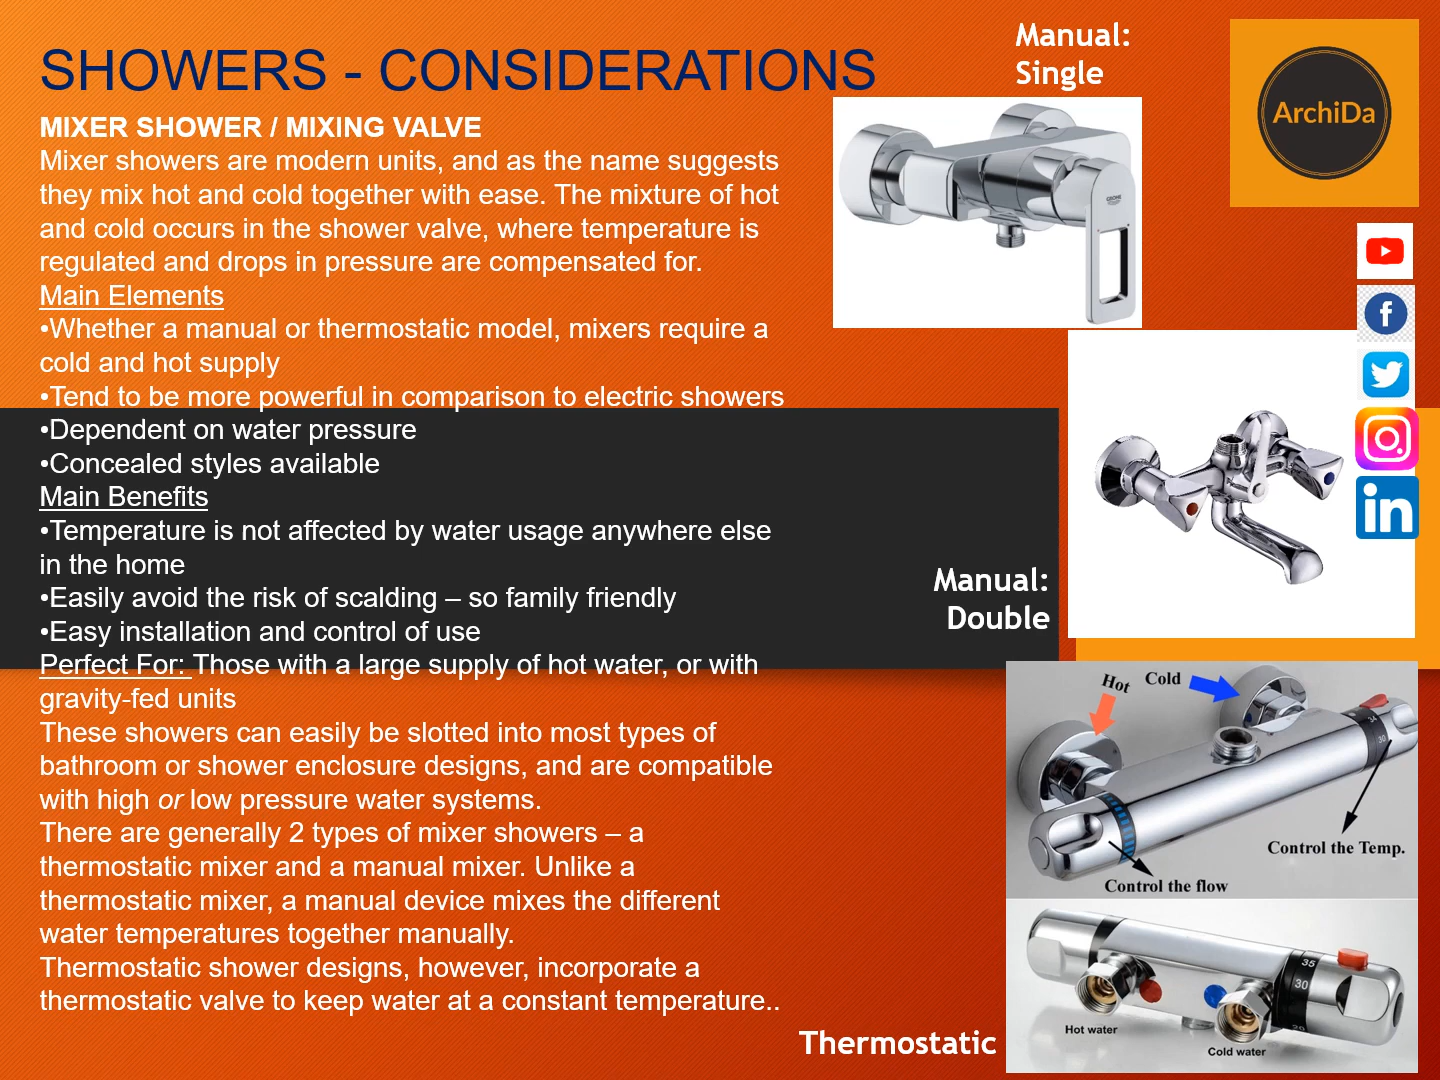 SHOWERS - CONSIDERATIONS
MIXER SHOWER / MIXING VALVE
Mixer showers are modern units, and as the name suggests
they mix hot and cold together with ease. The mixture of hot
and cold occurs in the shower valve, where temperature is
regulated and drops in pressure are compensated for.
Main Elements
•Whether a manual or thermostatic model, mixers require a
cold and hot supply
•Tend to be more powerful in comparison to electric showers
•Dependent on water pressure
•Concealed styles available
Main Benefits
•Temperature is not affected by water usage anywhere else
in the home
•Easily avoid the risk of scalding – so family friendly
•Easy installation and control of use
Perfect For: Those with a large supply of hot water, or with
gravity-fed units
These showers can easily be slotted into most types of
bathroom or shower enclosure designs, and are compatible
with high or low pressure water systems.
There are generally 2 types of mixer showers – a
thermostatic mixer and a manual mixer. Unlike a
thermostatic mixer, a manual device mixes the different
water temperatures together manually.
Thermostatic shower designs, however, incorporate a
thermostatic valve to keep water at a constant temperature..
Manual:
Single
GROHE
ArchiDa
f
in
Manual:
Double
Hot
Cold
34
30
Control the Temp.
Control the flow
35
30
20
Hot water
Cold water
Thermostatic